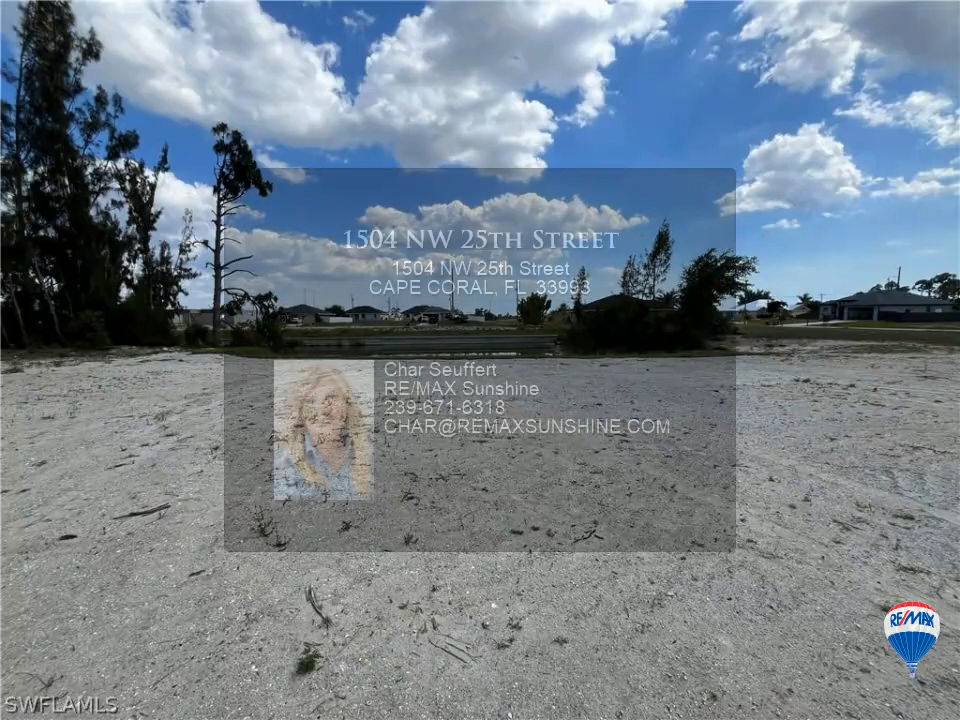 1504 NW 25TH STREET
1504 NW 25th Street
CAPE CORAL, FL, 33993
Char Seuffert
RE/MAX Sunshine
239-671-6318
CHAR@REMAXSUNSHINE.COM
RE/MAX
SWFLAMLS